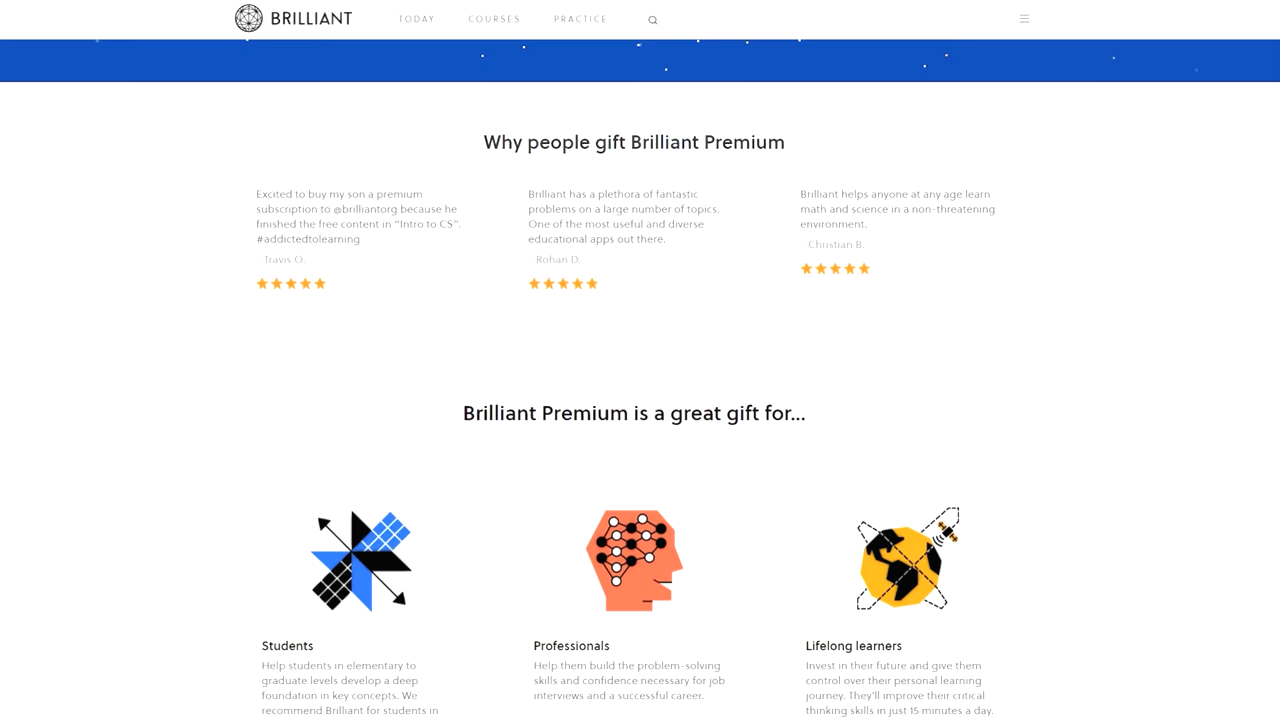 BRILLIANT TODAY COURSES PRACTICE
Why people gift Brilliant Premium
Excited to buy my son a premium
subscription to @brilliantorg because he
finished the free content in "Intro to CS".
#addictedtolearning
Travis O.
Brilliant has a plethora of fantastic
problems on a large number of topics.
One of the most useful and diverse
educational apps out there.
Rohan D.
Brilliant helps anyone at any age learn
math and science in a non-threatening
environment.
Christian B.
Brilliant Premium is a great gift for...
Students
Help students in elementary to
graduate levels develop a deep
foundation in key concepts. We
recommend Brilliant for students in
Professionals
Help them build the problem-solving
skills and confidence necessary for job
interviews and a successful career.
Lifelong learners
Invest in their future and give them
control over their personal learning
journey. They'll improve their critical
thinking skills in just 15 minutes a day.